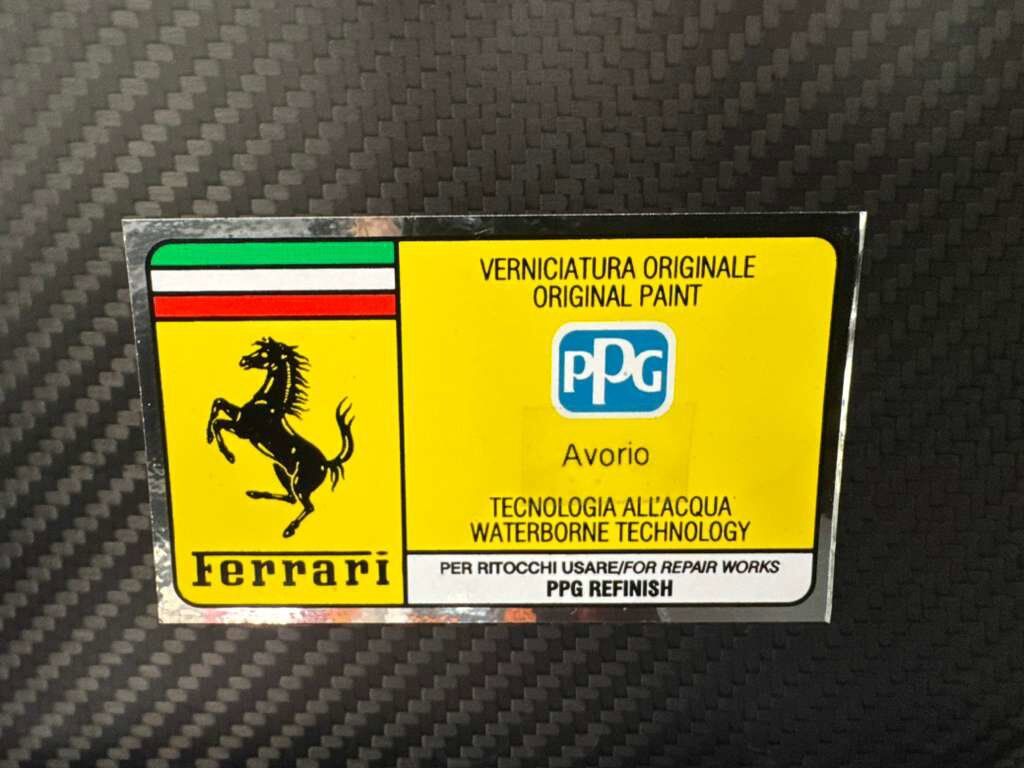 Ferrari
VERNICIATURA ORIGINALE
ORIGINAL PAINT
PPG
Avorio
TECNOLOGIA ALL'ACQUA
WATERBORNE TECHNOLOGY
PER RITOCCHI USARE/FOR REPAIR WORKS
PPG REFINISH